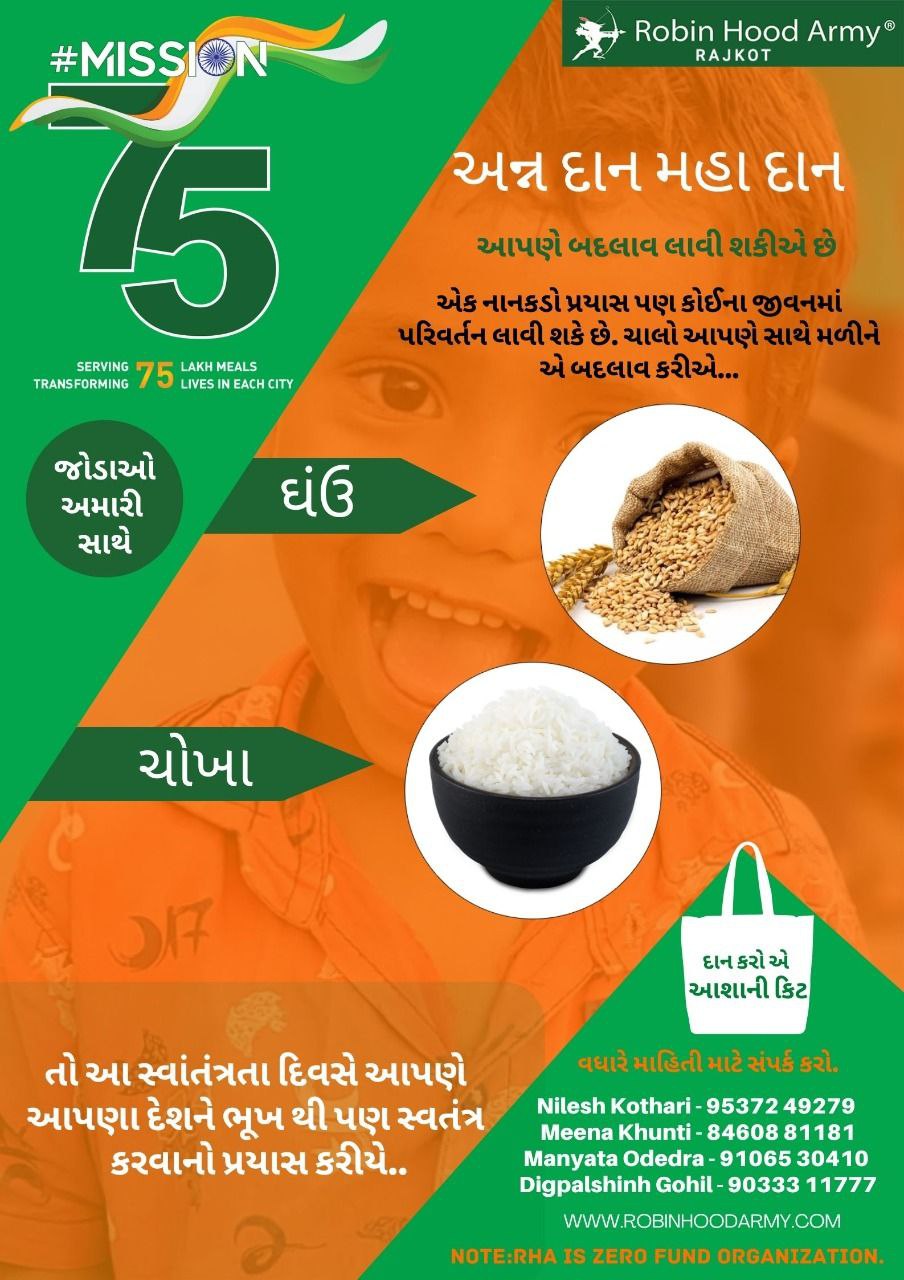 #MISSION
75
Robin Hood Army®
RAJKOT
અન્ન દાન મહા દાન
આપણે બદલાવ લાવી શકીએ છે
એક નાનકડો પ્રયાસ પણ કોઈના જીવનમાં
પરિવર્તન લાવી શકે છે. ચાલો આપણે સાથે મળીને
એ બદલાવ કરીએ...
SERVING 75 LAKH MEALS
TRANSFORMING LIVES IN EACH CITY
જોડાઓ
અમારી
સાથે
ઘંઉ
ચોખા
દાન કરો એ
આશાની કિટ
તો આ સ્વાંતંત્રતા દિવસે આપણે
આપણા દેશને ભૂખ થી પણ સ્વતંત્ર
કરવાનો પ્રયાસ કરીયે..
વધારે માહિતી માટે સંપર્ક કરો.
Nilesh Kothari - 95372 49279
Meena Khunti - 84608 81181
Manyata Odedra - 91065 30410
Digpalshinh Gohil - 90333 11777
WWW.ROBINHOODARMY.COM
NOTE:RHA IS ZERO FUND ORGANIZATION.